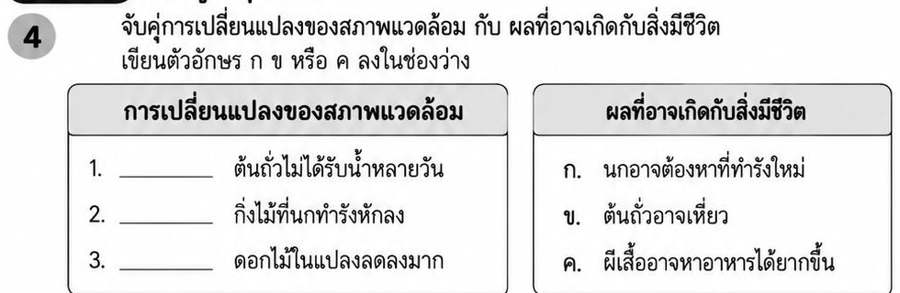 4
จับคู่การเปลี่ยนแปลงของสภาพแวดล้อม กับ ผลที่อาจเกิดกับสิ่งมีชีวิต
เขียนตัวอักษร ก ข หรือ ค ลงในช่องว่าง
การเปลี่ยนแปลงของสภาพแวดล้อม
1. ________ ต้นถั่วไม่ได้รับน้ำหลายวัน
2. ________ กิ่งไม้ที่นกทำรังหักลง
3. ________ ดอกไม้ในแปลงลดลงมาก
ผลที่อาจเกิดกับสิ่งมีชีวิต
ก. นกอาจต้องหาที่ทำรังใหม่
ข. ต้นถั่วอาจเหี่ยว
ค. ผีเสื้ออาจหาอาหารได้ยากขึ้น